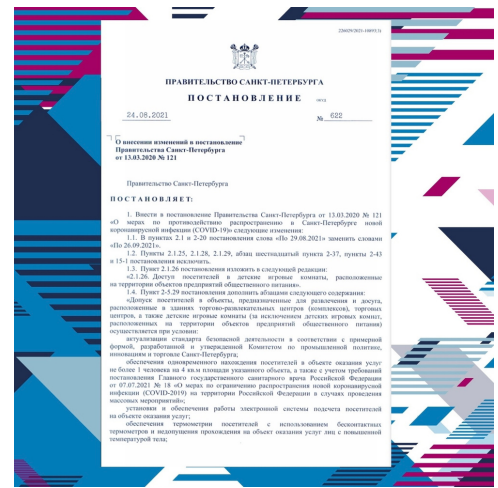 220029/2021-18055(1)
ПРАВИТЕЛЬСТВО САНКТ-ПЕТЕРБУРГА
ПОСТАНОВЛЕНИЕ
окуд
24.08.2021
№ 622
О внесении изменений в постановление
Правительства Санкт-Петербурга
от 13.03.2020 № 121
Правительство Санкт-Петербурга
ПОСТАНОВЛЯЕТ:
1. Внести в постановление Правительства Санкт-Петербурга от 13.03.2020 № 121
«О мерах по противодействию распространению в Санкт-Петербурге новой
коронавирусной инфекции (COVID-19)» следующие изменения:
1.1. В пунктах 2.1 и 2-20 постановления слова «По 29.08.2021» заменить словами
«По 26.09.2021».
1.2. Пункты 2.1.25, 2.1.28, 2.1.29, абзац шестнадцатый пункта 2-37, пункты 2-43
и 15-1 постановления исключить.
1.3. Пункт 2.1.26 постановления изложить в следующей редакции:
«2.1.26. Доступ посетителей в детские игровые комнаты, расположенные
на территории объектов предприятий общественного питания».
1.4. Пункт 2-5.29 постановления дополнить абзацами следующего содержания:
«Допуск посетителей в объекты, предназначенные для развлечения и досуга,
расположенные в зданиях торгово-развлекательных центров (комплексов), торговых
центров, а также детские игровые комнаты (за исключением детских игровых комнат,
расположенных на территории объектов предприятий общественного питания)
осуществляется при условии:
актуализации стандарта безопасной деятельности в соответствии с примерной
формой, разработанной и утвержденной Комитетом по промышленной политике,
инновациям и торговле Санкт-Петербурга;
обеспечения одновременного нахождения посетителей в объекте оказания услуг
не более 1 человека на 4 кв.м площади указанного объекта, а также с учетом требований
постановления Главного государственного санитарного врача Российской Федерации
от 07.07.2021 № 18 «О мерах по ограничению распространения новой коронавирусной
инфекции (COVID-2019) на территории Российской Федерации в случаях проведения
массовых мероприятий»;
установки и обеспечения работы электронной системы подсчета посетителей
на объекте оказания услуг;
обеспечения термометрии посетителей с использованием бесконтактных
термометров и недопущения прохождения на объект оказания услуг лиц с повышенной
температурой тела;